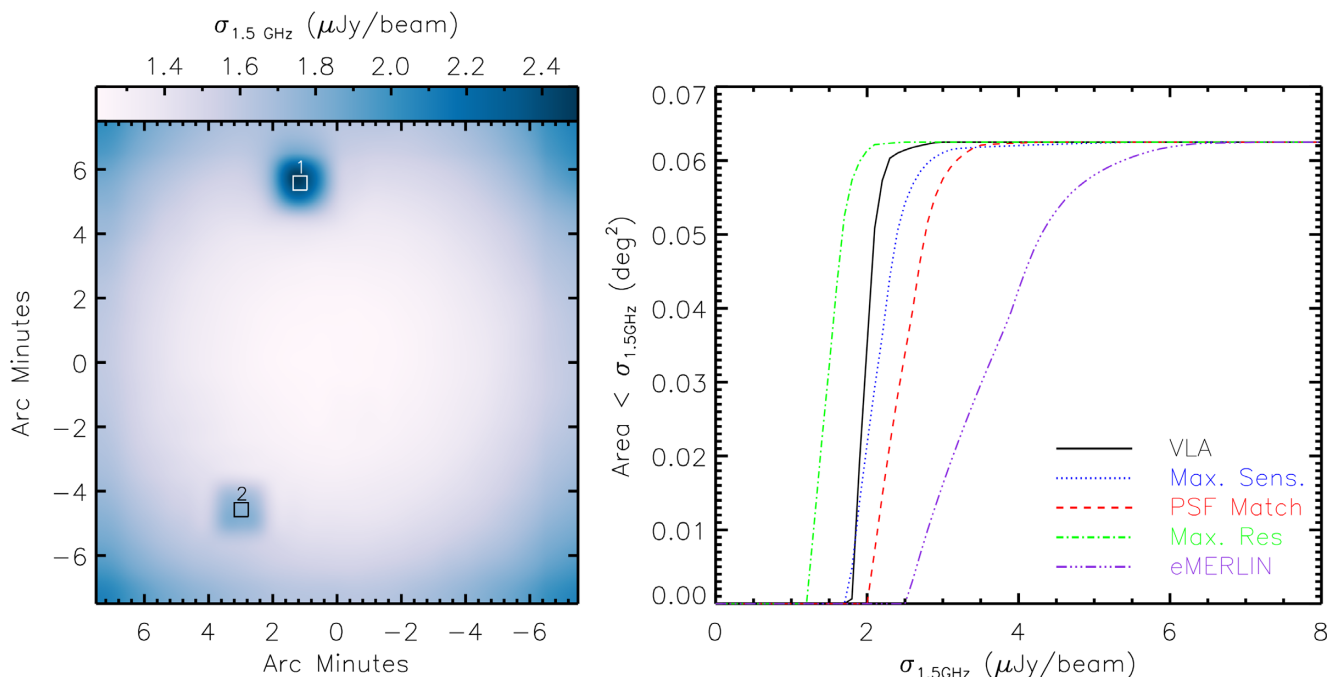 σ1.5 GHz (μJy/beam)
1.4 1.6 1.8 2.0 2.2 2.4
1
2
6
4
2
0
−2
−4
−6
Arc Minutes
6 4 2 0 −2 −4 −6
Arc Minutes
0.07
0.06
0.05
0.04
0.03
0.02
0.01
0.00
Area < σ1.5GHz (deg2)
VLA
Max. Sens.
PSF Match
Max. Res
eMERLIN
0 2 4 6 8
σ1.5GHz (μJy/beam)